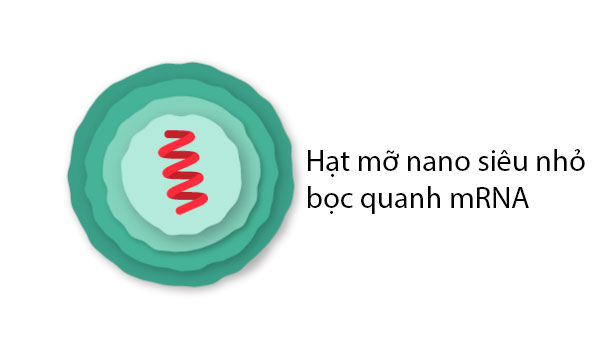 Hạt mỡ nano siêu nhỏ
bọc quanh mRNA